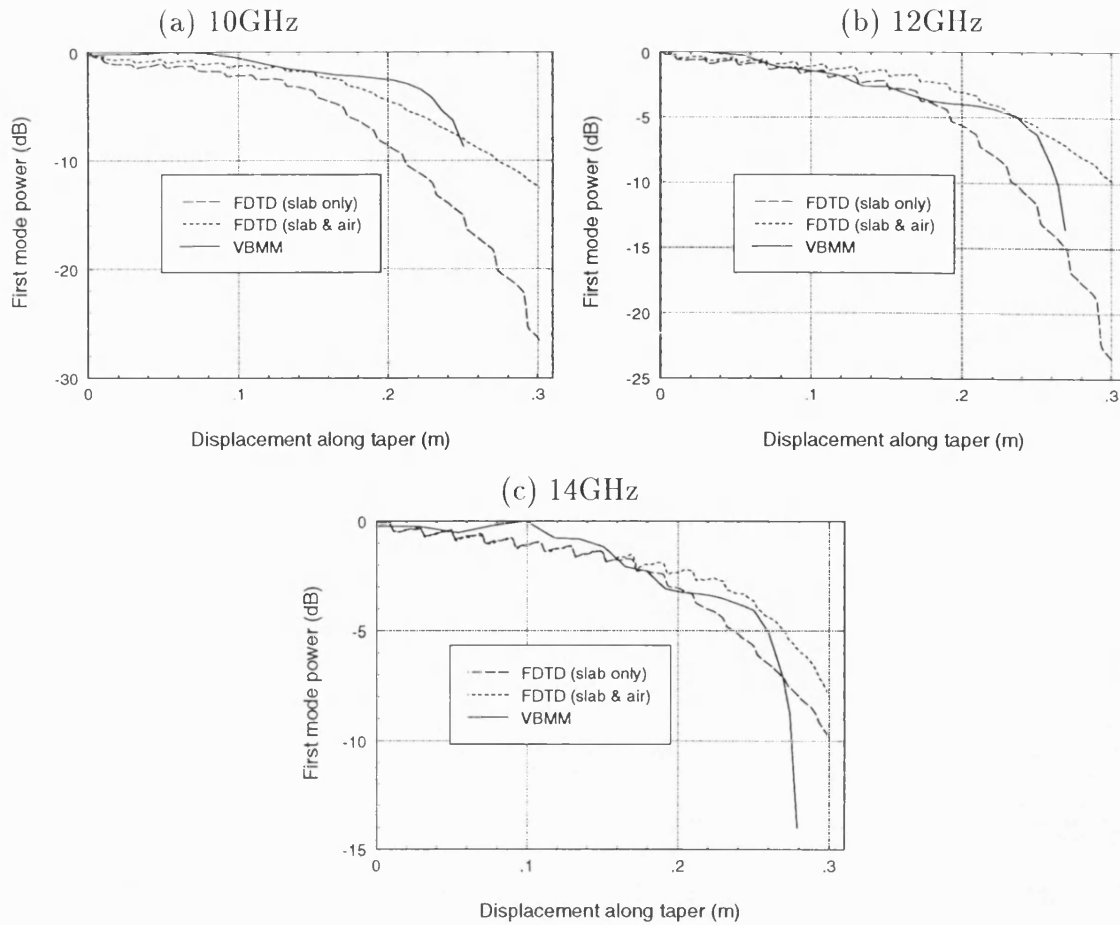 (a) 10GHz
(b) 12GHz
0
-10
-20
-30
First mode power (dB)
FDTD (slab only)
FDTD (slab & air)
VBMM
0
.1
.2
.3
Displacement along taper (m)
0
-5
-10
-15
-20
-25
First mode power (dB)
FDTD (slab only)
FDTD (slab & air)
VBMM
0
.1
.2
.3
Displacement along taper (m)
(c) 14GHz
0
-5
-10
-15
First mode power (dB)
FDTD (slab only)
FDTD (slab & air)
VBMM
0
.1
.2
.3
Displacement along taper (m)